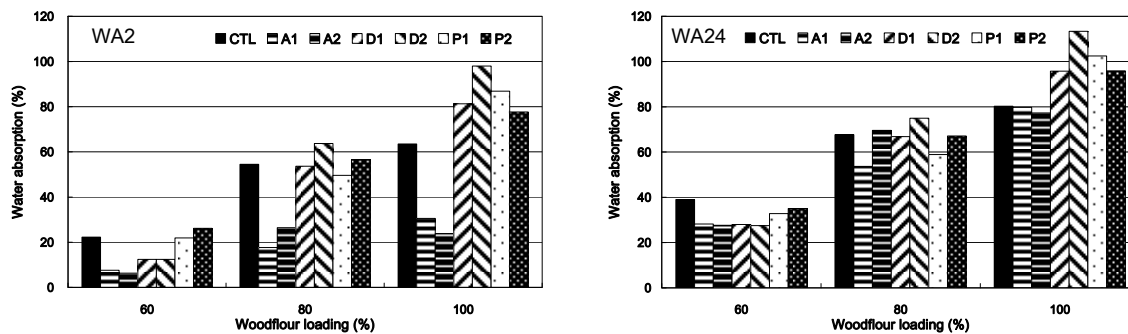 WA2
CTL A1 A2 D1 D2 P1 P2
Water absorption (%)
120
100
80
60
40
20
0
60 80 100
Woodflour loading (%)
WA24
CTL A1 A2 D1 D2 P1 P2
Water absorption (%)
120
100
80
60
40
20
0
60 80 100
Woodflour loading (%)